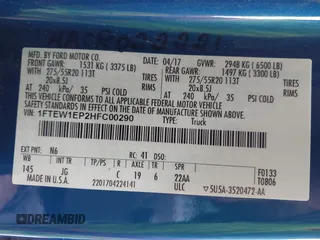 MFD. BY FORD MOTOR CO.
DATE: 04/17 GVWR: 2948 KG (6500 LB)
FRONT GAWR: 1531 KG (3375 LB)
REAR GAWR: 1497 KG (3300 LB)
WITH 275/55R20 113T TIRES
20x8.5J RIMS
AT 240 kPa/ 35 PSI COLD
WITH 275/55R20 113T TIRES
20x8.5J RIMS
AT 240 kPa/ 35 PSI COLD
THIS VEHICLE CONFORMS TO ALL APPLICABLE FEDERAL MOTOR VEHICLE SAFETY AND THEFT PREVENTION STANDARDS IN EFFECT ON THE DATE OF MANUFACTURE SHOWN ABOVE.
VIN: 1FTEW1EP2HFC00290
EXT PNT: N6 RC: 41 DSO:
WB INT TR TP/PS R AXLE TR SPR
145 JG C 19 6 22AA
F0133
T0806
2201704224141 ULC 5U5A-3520472-AA
DREAMBID